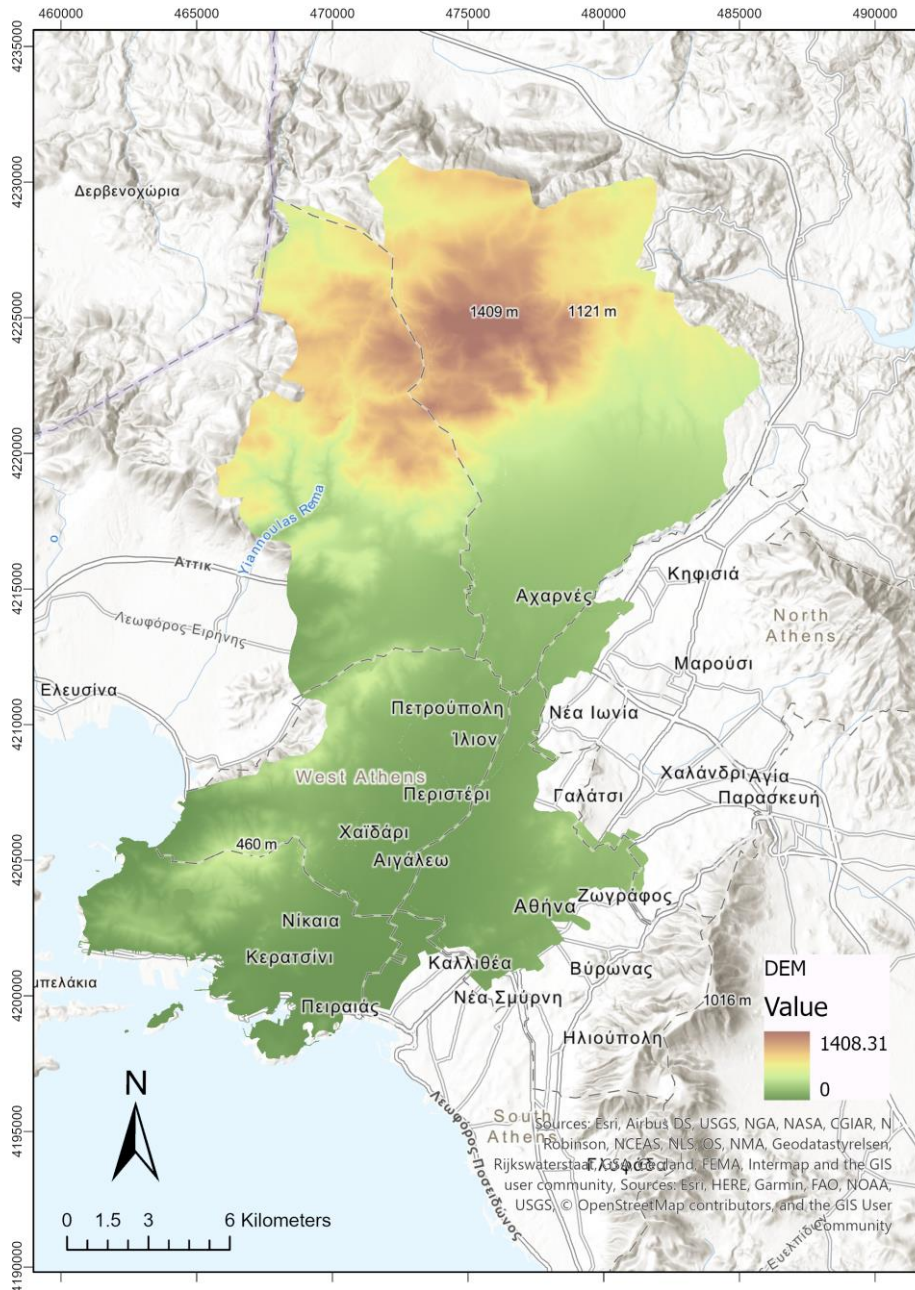 460000 465000 470000 475000 480000 485000 490000
4235000
4230000
4225000
4220000
4215000
4210000
4205000
4200000
4195000
4190000
Δερβενοχώρια
1409 m
1121 m
Yiannoulas Rema
Αττικ
Λεωφόρος Ειρήνης
Αχαρνές
Κηφισιά
North
Athens
Μαρούσι
Ελευσίνα
Πετρούπολη
Νέα Ιωνία
Ίλιον
West Athens
Περιστέρι
Γαλάτσι
Χαλάνδρι
Αγία
Παρασκευή
Χαϊδάρι
460 m
Αιγάλεω
Ζωγράφος
Αθήνα
Νίκαια
Κερατσίνι
Καλλιθέα
Βύρωνας
μπελάκια
Πειραιάς
Νέα Σμύρνη
1016 m
Ηλιούπολη
DEM
Value
1408.31
0
N
Λεωφόρος Ποσειδώνος
South
Athens
Γλυφάδα
Sources: Esri, Airbus DS, USGS, NGA, NASA, CGIAR, N
Robinson, NCEAS, NLS, OS, NMA, Geodatastyrelsen,
Rijkswaterstaat, GSA, Geoland, FEMA, Intermap and the GIS
user community, Sources: Esri, HERE, Garmin, FAO, NOAA,
USGS, © OpenStreetMap contributors, and the GIS User
Community
Ευελπίδων
0 1.5 3 6 Kilometers